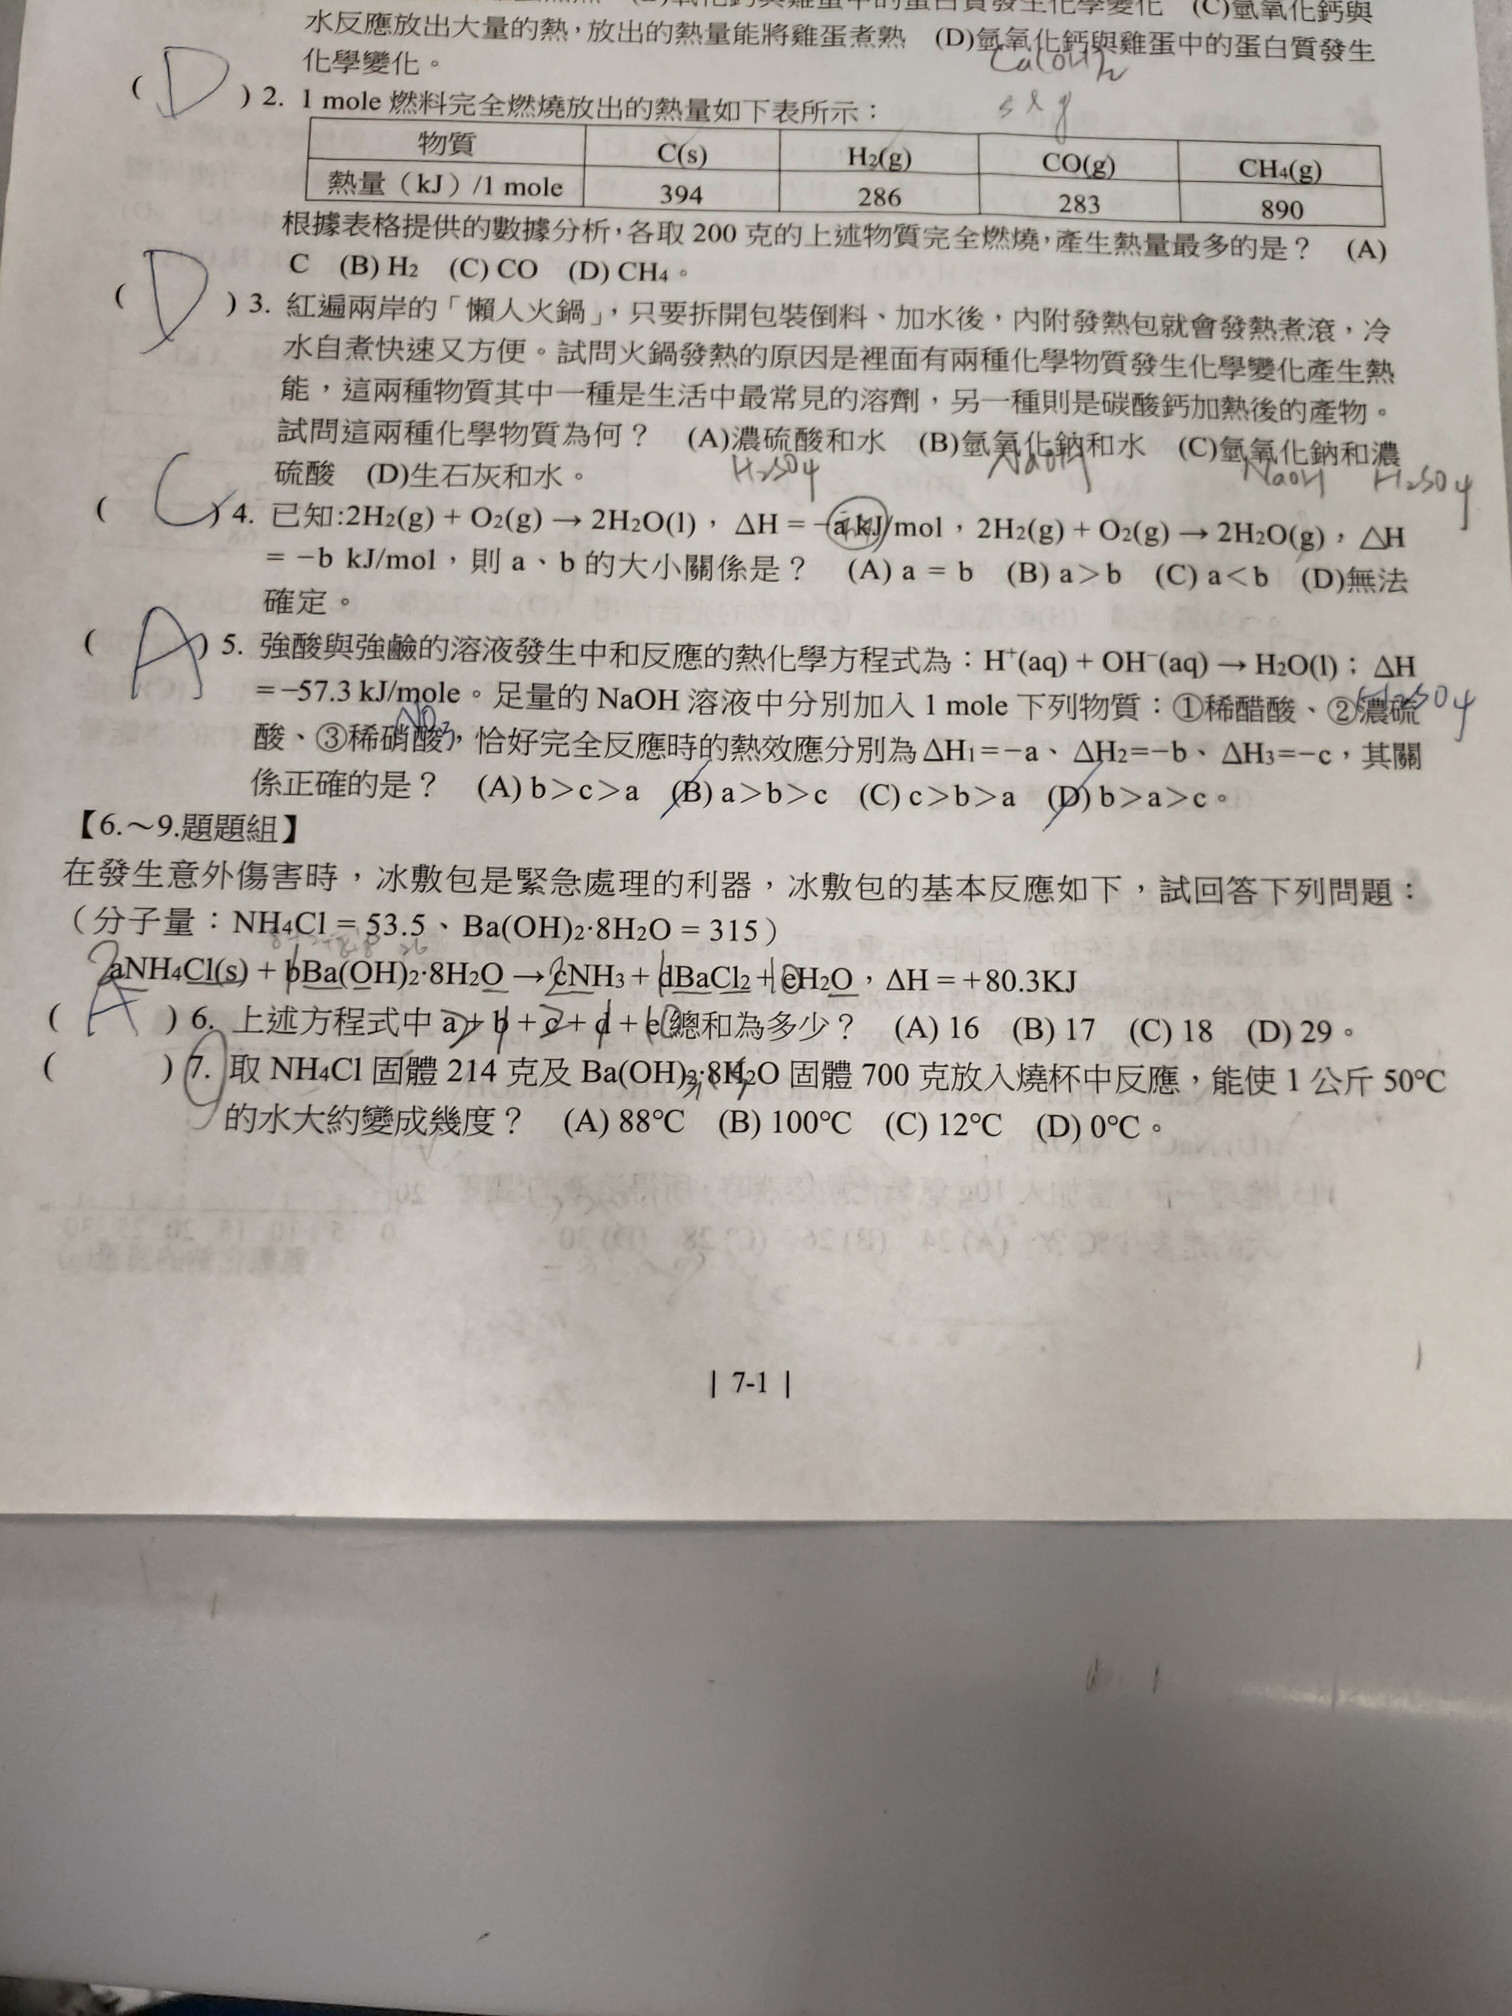 水反應放出大量的熱，放出的熱量能將雞蛋煮熟 (D)氫氧化鈣與雞蛋中的蛋白質發生
Ca(OH)2
化學變化。
( D ) 2. 1 mole 燃料完全燃燒放出的熱量如下表所示：
物質 C(s) H2(g) CO(g) CH4(g)
熱量（kJ）/1 mole 394 286 283 890
根據表格提供的數據分析，各取 200 克的上述物質完全燃燒，產生熱量最多的是？ (A)
C (B) H2 (C) CO (D) CH4。
( D ) 3. 紅遍兩岸的「懶人火鍋」，只要拆開包裝倒料、加水後，內附發熱包就會發熱煮滾，冷
水自煮快速又方便。試問火鍋發熱的原因是裡面有兩種化學物質發生化學變化產生熱
能，這兩種物質其中一種是生活中最常見的溶劑，另一種則是碳酸鈣加熱後的產物。
試問這兩種化學物質為何？ (A)濃硫酸和水 (B)氫氧化鈉和水 (C)氫氧化鈉和濃
H2SO4 NaOH NaOH H2SO4
硫酸 (D)生石灰和水。
( C ) 4. 已知:2H2(g) + O2(g) → 2H2O(l)，ΔH = −a kJ/mol，2H2(g) + O2(g) → 2H2O(g)，△H
= −b kJ/mol，則 a、b 的大小關係是？ (A) a = b (B) a＞b (C) a＜b (D)無法
確定。
( A ) 5. 強酸與強鹼的溶液發生中和反應的熱化學方程式為：H⁺(aq) + OH⁻(aq) → H2O(l)；ΔH
= −57.3 kJ/mole。足量的 NaOH 溶液中分別加入 1 mole 下列物質：①稀醋酸、②濃硫
酸、③稀硝酸，恰好完全反應時的熱效應分別為 ΔH1=−a、ΔH2=−b、ΔH3=−c，其關
係正確的是？ (A) b＞c＞a (B) a＞b＞c (C) c＞b＞a (D) b＞a＞c。
【6.～9.題題組】
在發生意外傷害時，冰敷包是緊急處理的利器，冰敷包的基本反應如下，試回答下列問題：
（分子量：NH4Cl = 53.5、Ba(OH)2·8H2O = 315）
aNH4Cl(s) + bBa(OH)2·8H2O → cNH3 + dBaCl2 + eH2O，ΔH = +80.3KJ
( A ) 6. 上述方程式中 a + b + c + d + e 總和為多少？ (A) 16 (B) 17 (C) 18 (D) 29。
( ) 7. 取 NH4Cl 固體 214 克及 Ba(OH)2·8H2O 固體 700 克放入燒杯中反應，能使 1 公斤 50℃
的水大約變成幾度？ (A) 88℃ (B) 100℃ (C) 12℃ (D) 0℃。
| 7-1 |